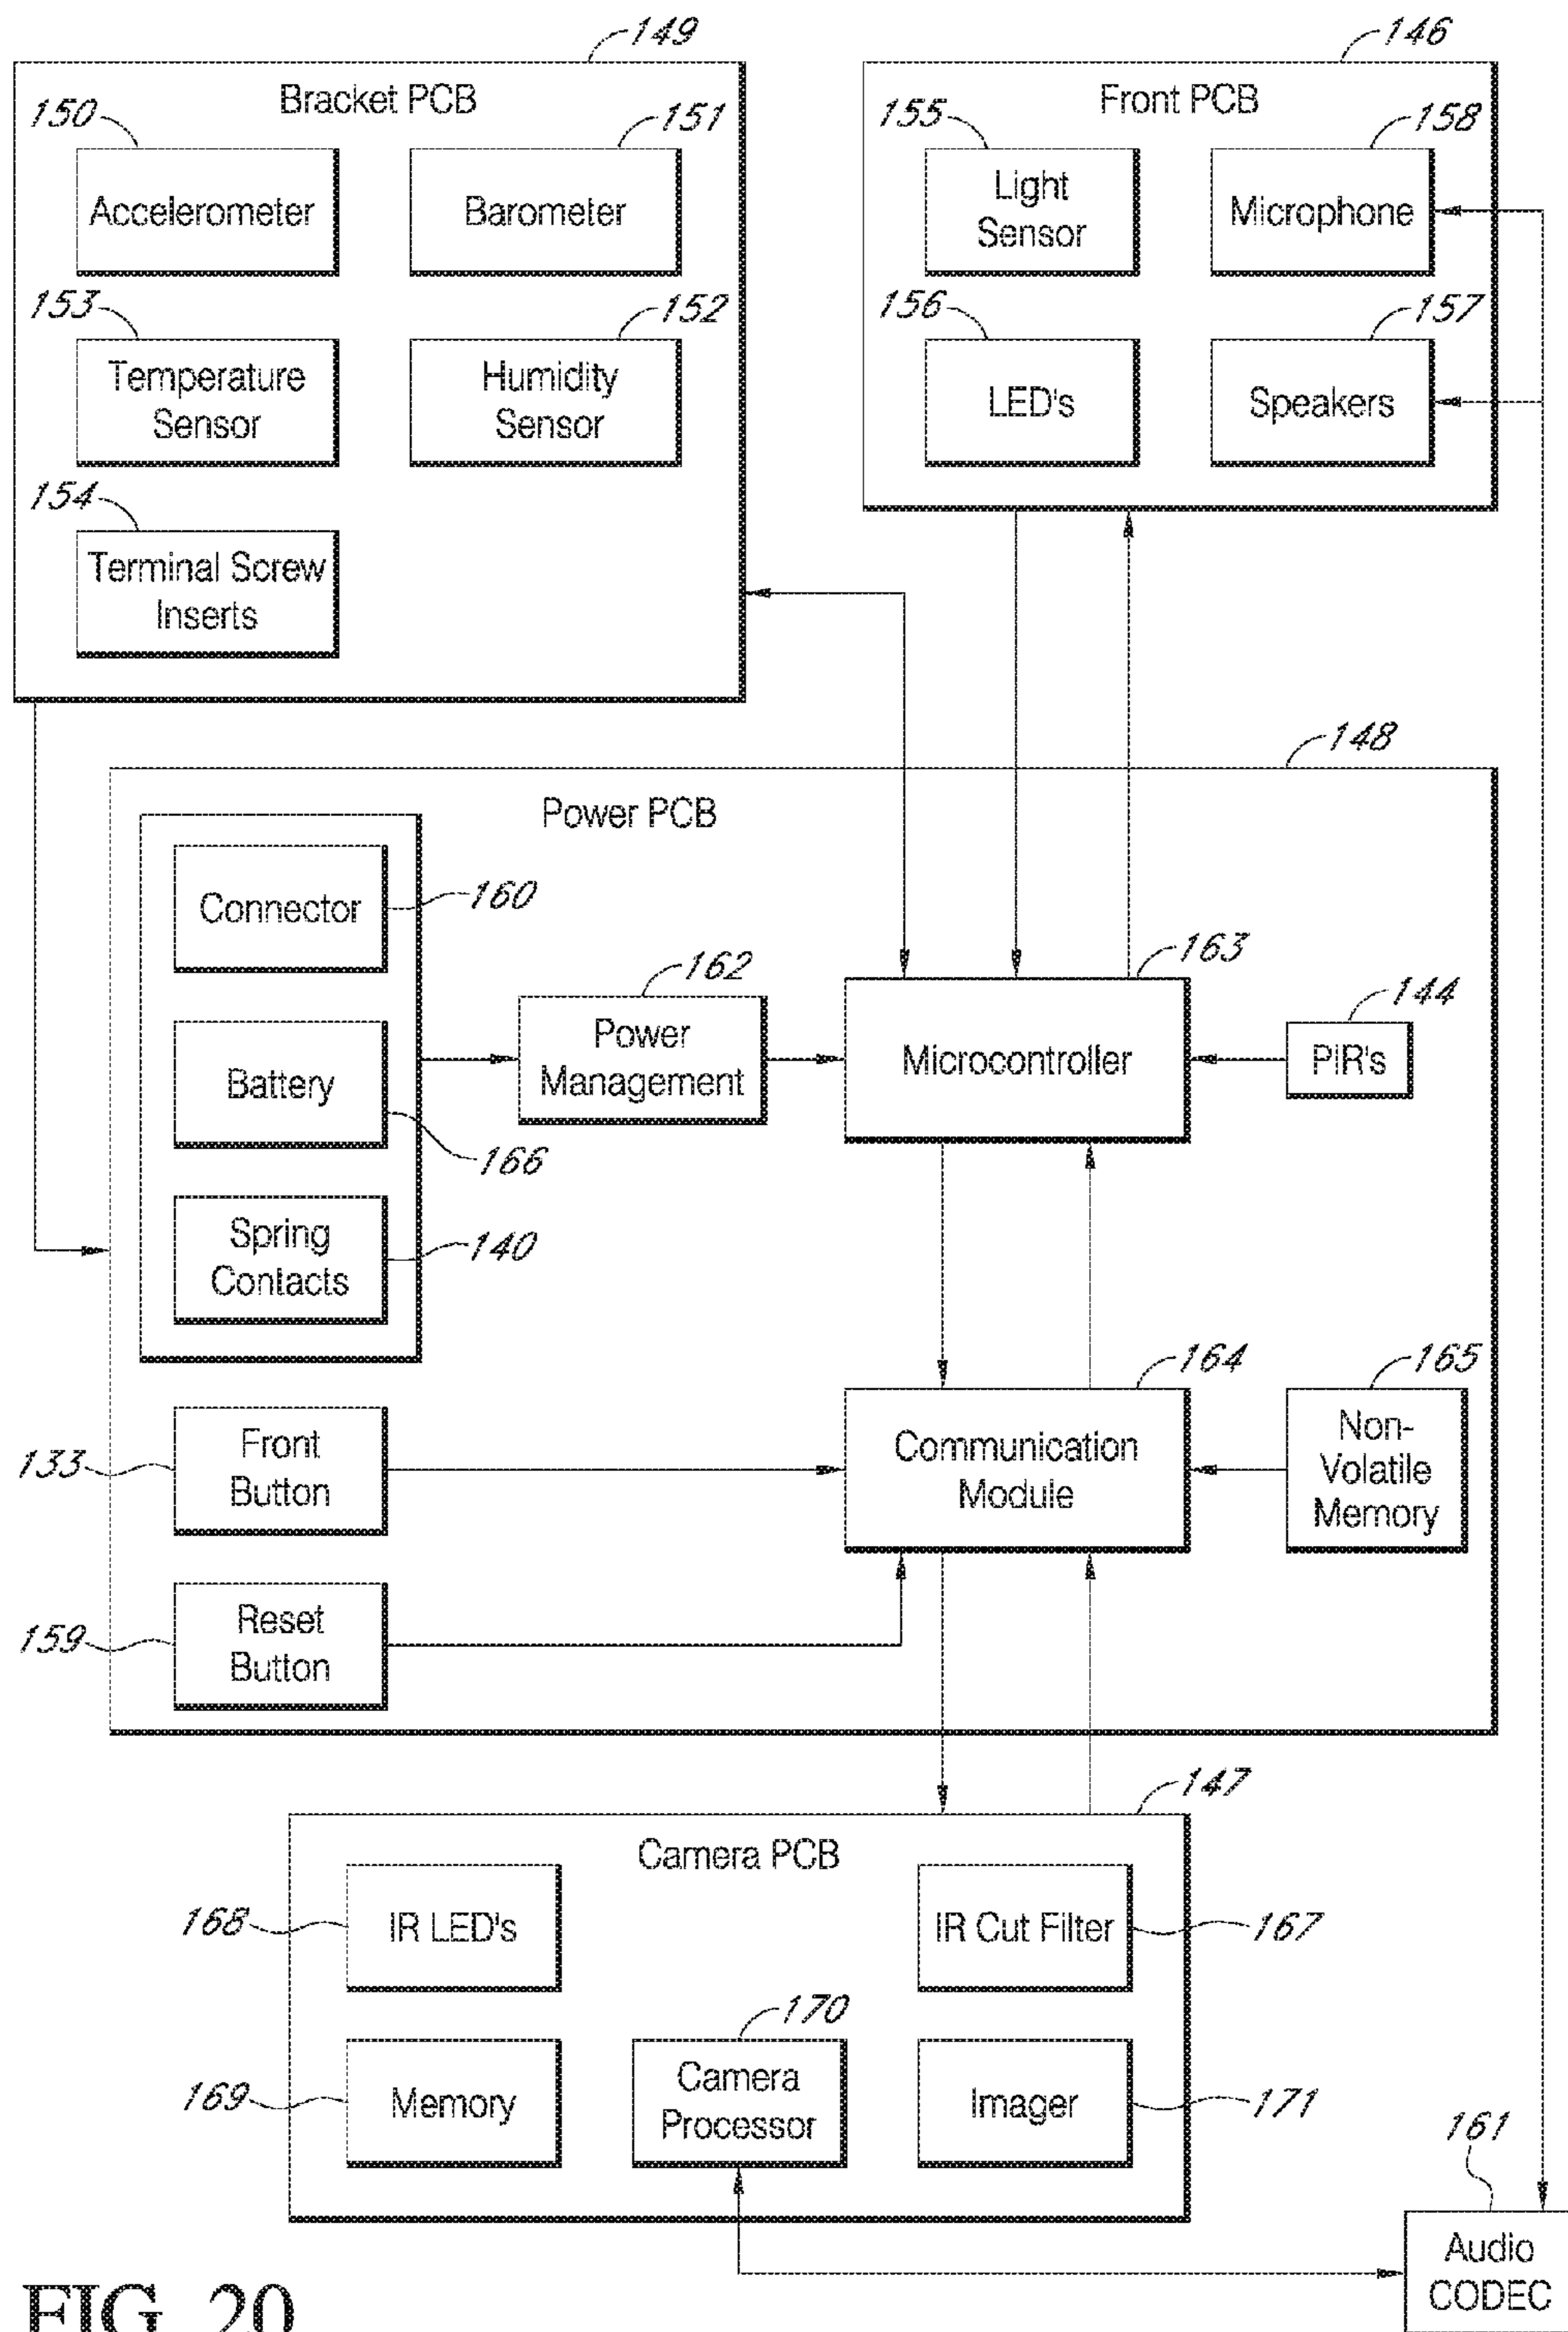 149
Bracket PCB
150
Accelerometer
151
Barometer
153
Temperature
Sensor
152
Humidity
Sensor
154
Terminal Screw
Inserts
146
Front PCB
155
Light
Sensor
158
Microphone
156
LED's
157
Speakers
148
Power PCB
Connector
160
Battery
166
Spring
Contacts
140
162
Power
Management
163
Microcontroller
144
PIR's
164
Communication
Module
165
Non-
Volatile
Memory
133
Front
Button
159
Reset
Button
147
Camera PCB
168
IR LED's
IR Cut Filter
167
169
Memory
170
Camera
Processor
Imager
171
161
Audio
CODEC
FIG. 20